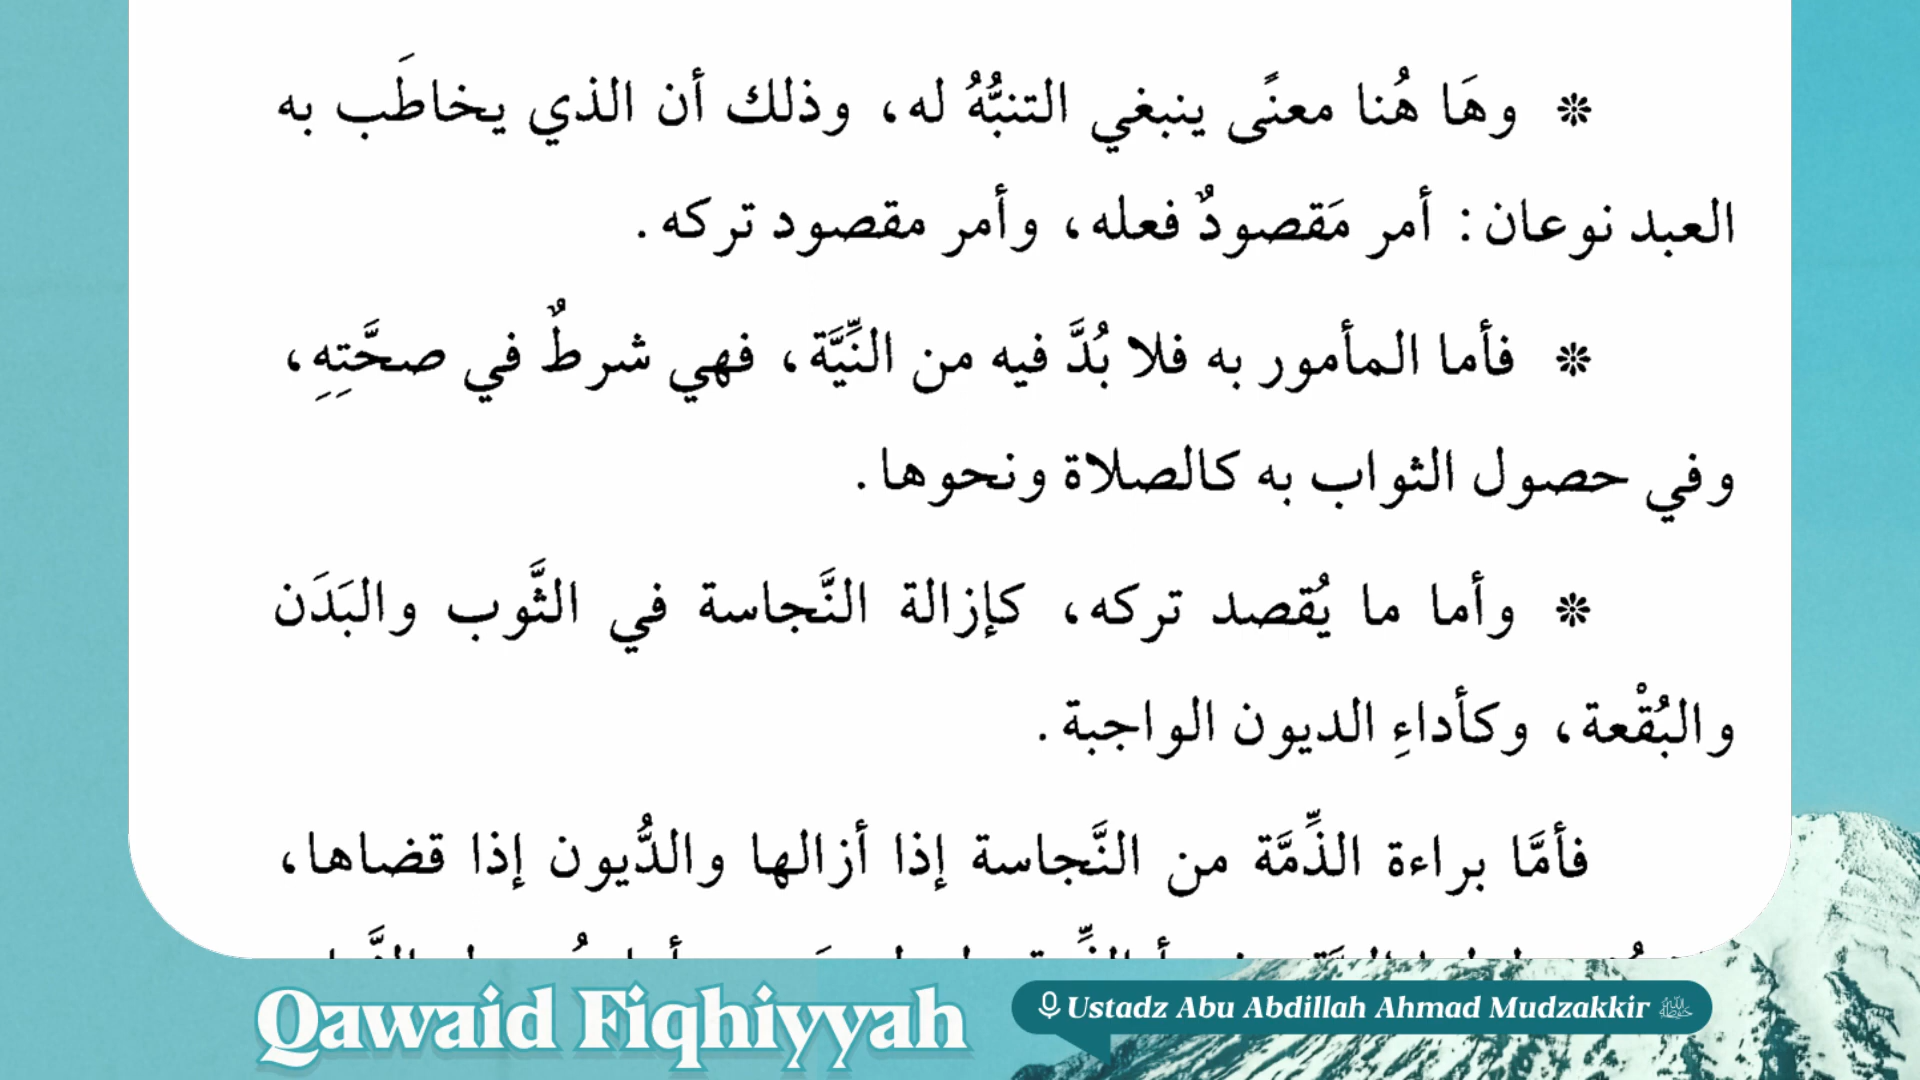 ❊ وهَا هُنا معنًى ينبغي التنبُّهُ له، وذلك أن الذي يخاطَب به
العبد نوعان: أمر مَقصودٌ فعله، وأمر مقصود تركه.
❊ فأما المأمور به فلا بُدَّ فيه من النِّيَّة، فهي شرطٌ في صحَّتِهِ،
وفي حصول الثواب به كالصلاة ونحوها.
❊ وأما ما يُقصد تركه، كإزالة النَّجاسة في الثَّوب والبَدَن
والبُقْعة، وكأداءِ الديون الواجبة.
فأمَّا براءة الذِّمَّة من النَّجاسة إذا أزالها والدُّيون إذا قضاها،
Qawaid Fiqhiyyah
Ustadz Abu Abdillah Ahmad Mudzakkir